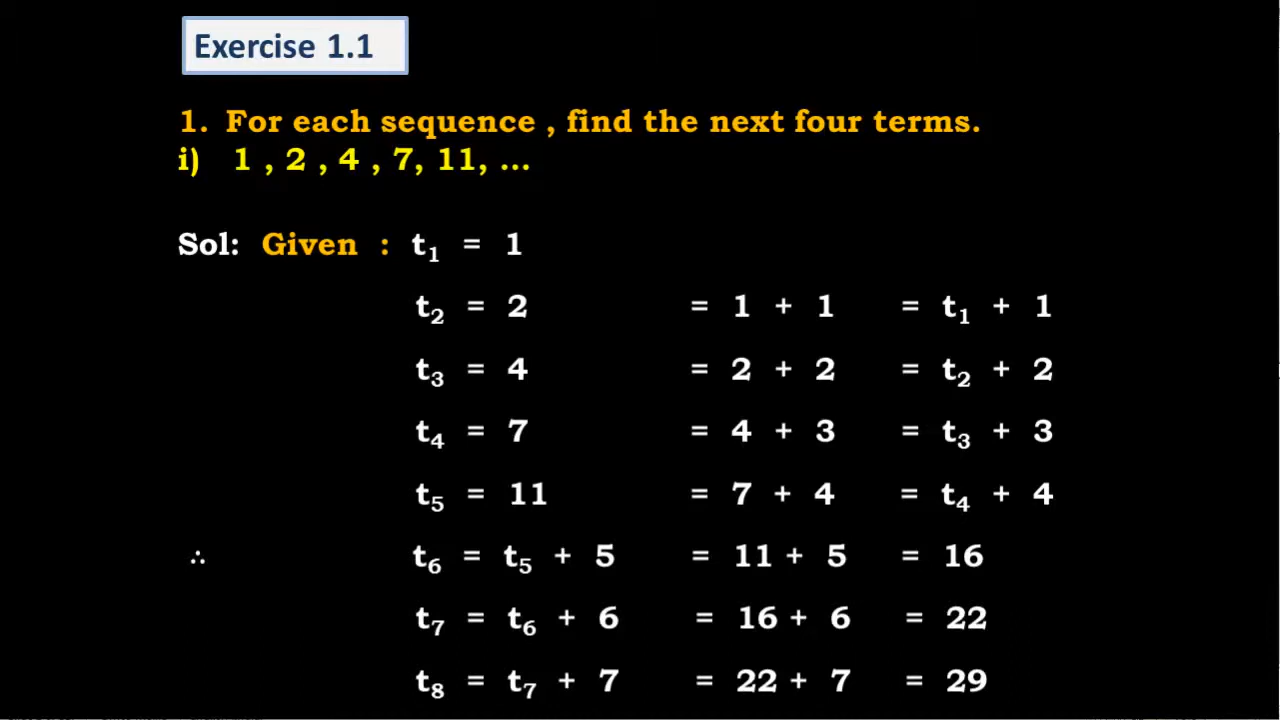 Exercise 1.1
1. For each sequence , find the next four terms.
i) 1 , 2 , 4 , 7, 11, ...
Sol: Given : t₁ = 1
t₂ = 2 = 1 + 1 = t₁ + 1
t₃ = 4 = 2 + 2 = t₂ + 2
t₄ = 7 = 4 + 3 = t₃ + 3
t₅ = 11 = 7 + 4 = t₄ + 4
∴ t₆ = t₅ + 5 = 11 + 5 = 16
t₇ = t₆ + 6 = 16 + 6 = 22
t₈ = t₇ + 7 = 22 + 7 = 29